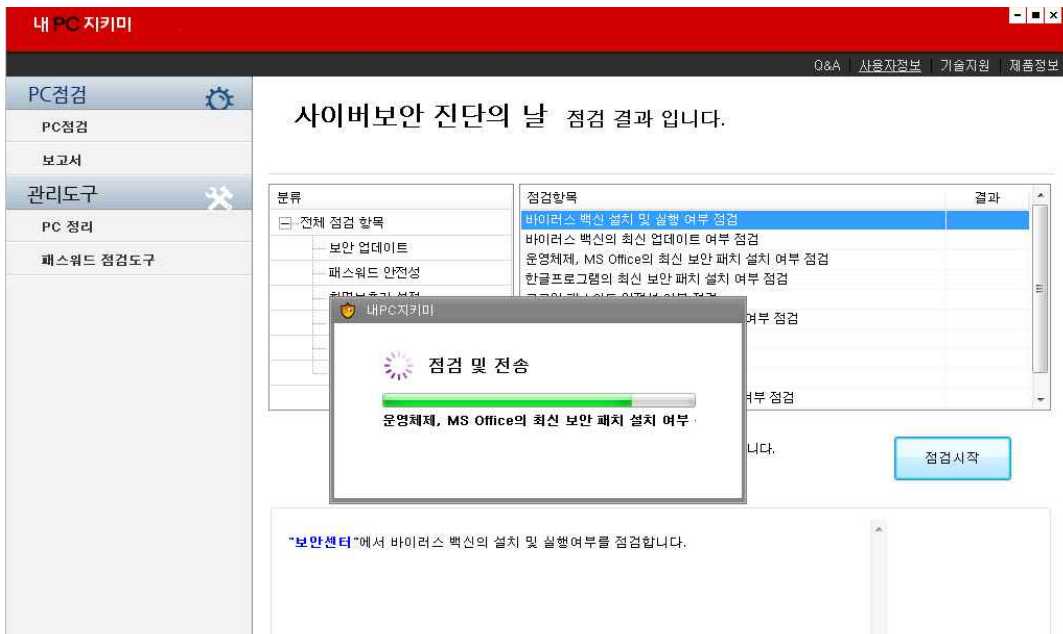 내PC지키미
Q&A 사용자정보 기술지원 제품정보
PC점검
PC점검
보고서
관리도구
PC 정리
패스워드 점검도구
사이버보안 진단의 날 점검 결과 입니다.
분류
전체 점검 항목
보안 업데이트
패스워드 안전성
점검항목 결과
바이러스 백신 설치 및 실행 여부 점검
바이러스 백신의 최신 업데이트 여부 점검
운영체제, MS Office의 최신 보안 패치 설치 여부 점검
한글프로그램의 최신 보안 패치 설치 여부 점검
여부 점검
여부 점검
내PC지키미
점검 및 전송
운영체제, MS Office의 최신 보안 패치 설치 여부
니다.
점검시작
"보안센터"에서 바이러스 백신의 설치 및 실행여부를 점검합니다.